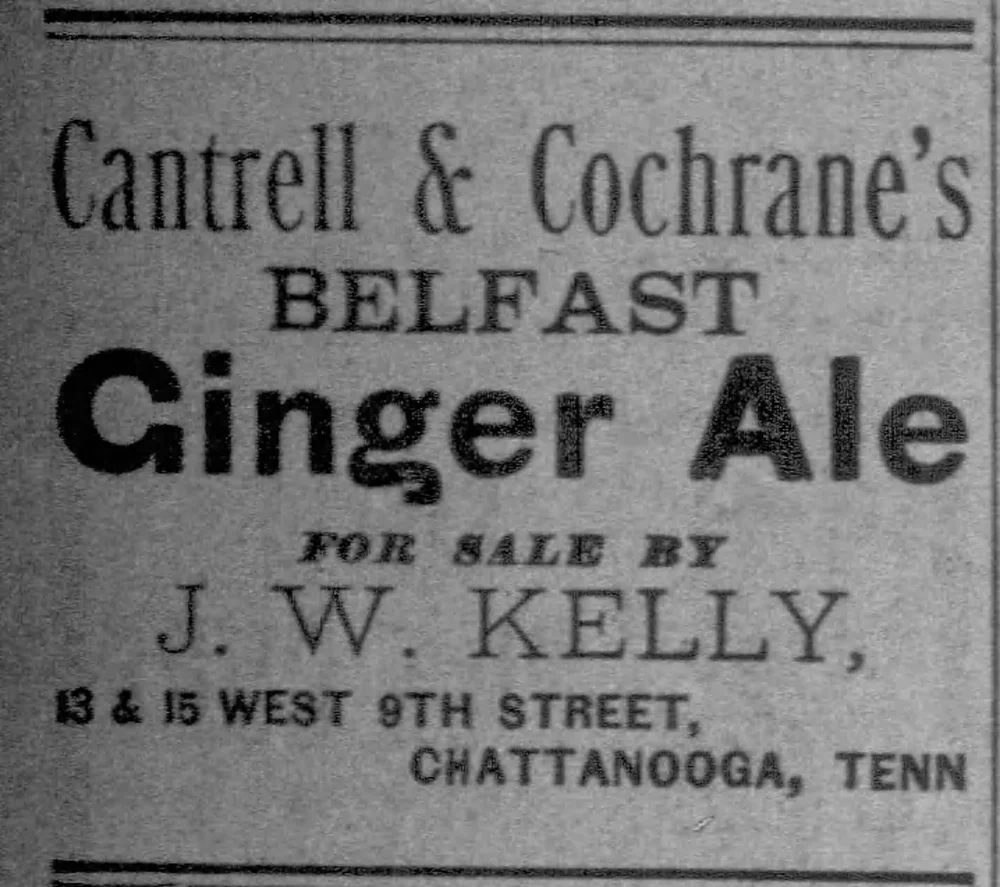 Cantrell & Cochrane's
BELFAST
Ginger Ale
FOR SALE BY
J. W. KELLY,
13 & 15 WEST 9TH STREET,
CHATTANOOGA, TENN